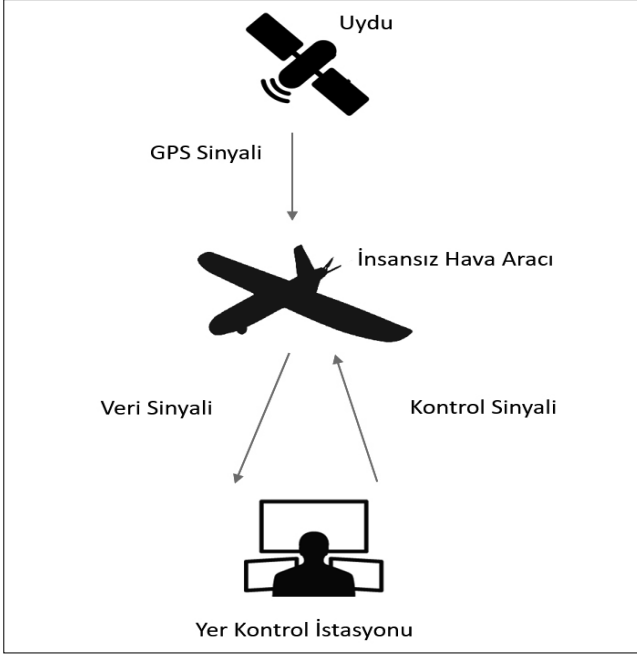 Uydu
GPS Sinyali
İnsansız Hava Aracı
Veri Sinyali
Kontrol Sinyali
Yer Kontrol İstasyonu